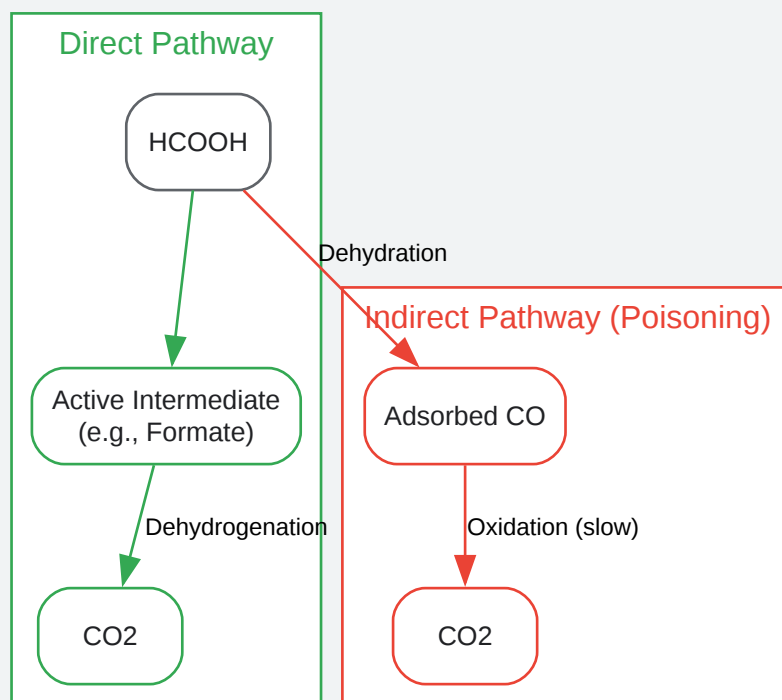 Direct Pathway
HCOOH
Dehydration
Indirect Pathway (Poisoning)
Active Intermediate
(e.g., Formate)
Adsorbed CO
Dehydrogenation
Oxidation (slow)
CO2
CO2